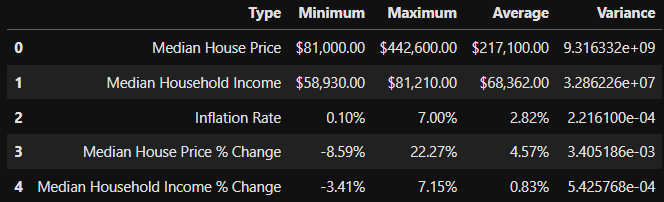 Type Minimum Maximum Average Variance
0 Median House Price $81,000.00 $442,600.00 $217,100.00 9.316332e+09
1 Median Household Income $58,930.00 $81,210.00 $68,362.00 3.286226e+07
2 Inflation Rate 0.10% 7.00% 2.82% 2.216100e-04
3 Median House Price % Change -8.59% 22.27% 4.57% 3.405186e-03
4 Median Household Income % Change -3.41% 7.15% 0.83% 5.425768e-04